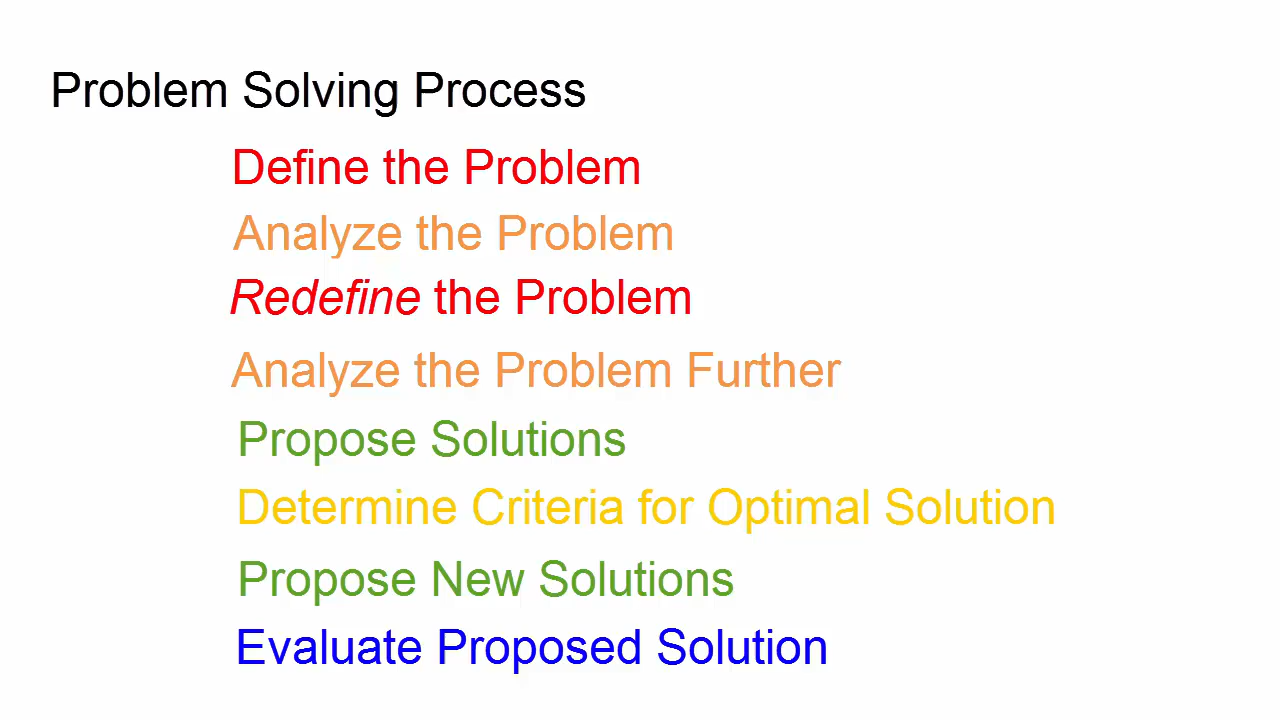 Problem Solving Process
Define the Problem
Analyze the Problem
Redefine the Problem
Analyze the Problem Further
Propose Solutions
Determine Criteria for Optimal Solution
Propose New Solutions
Evaluate Proposed Solution